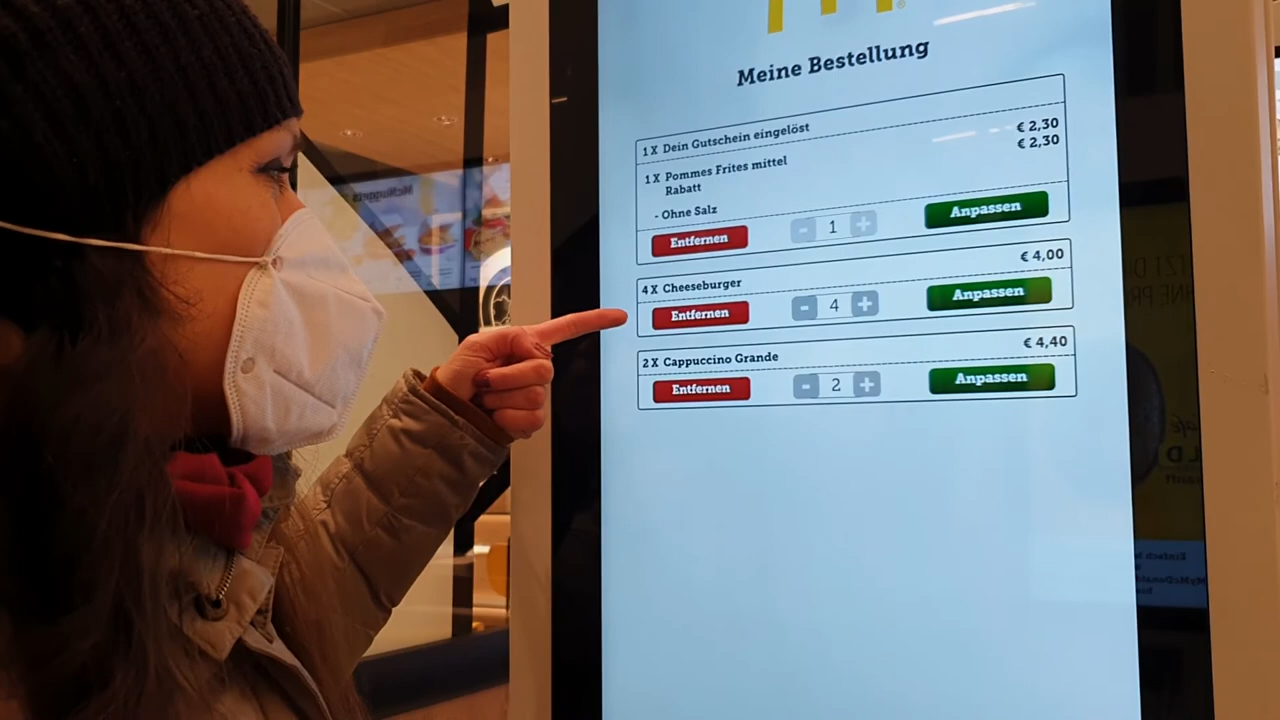 Meine Bestellung
1 X Dein Gutschein eingelöst
€ 2,30
1 X Pommes Frites mittel
€ 2,30
Rabatt
- Ohne Salz
Entfernen - 1 + Anpassen
€ 4,00
4 X Cheeseburger
Entfernen - 4 + Anpassen
€ 4,40
2 X Cappuccino Grande
Entfernen - 2 + Anpassen
McNuggets